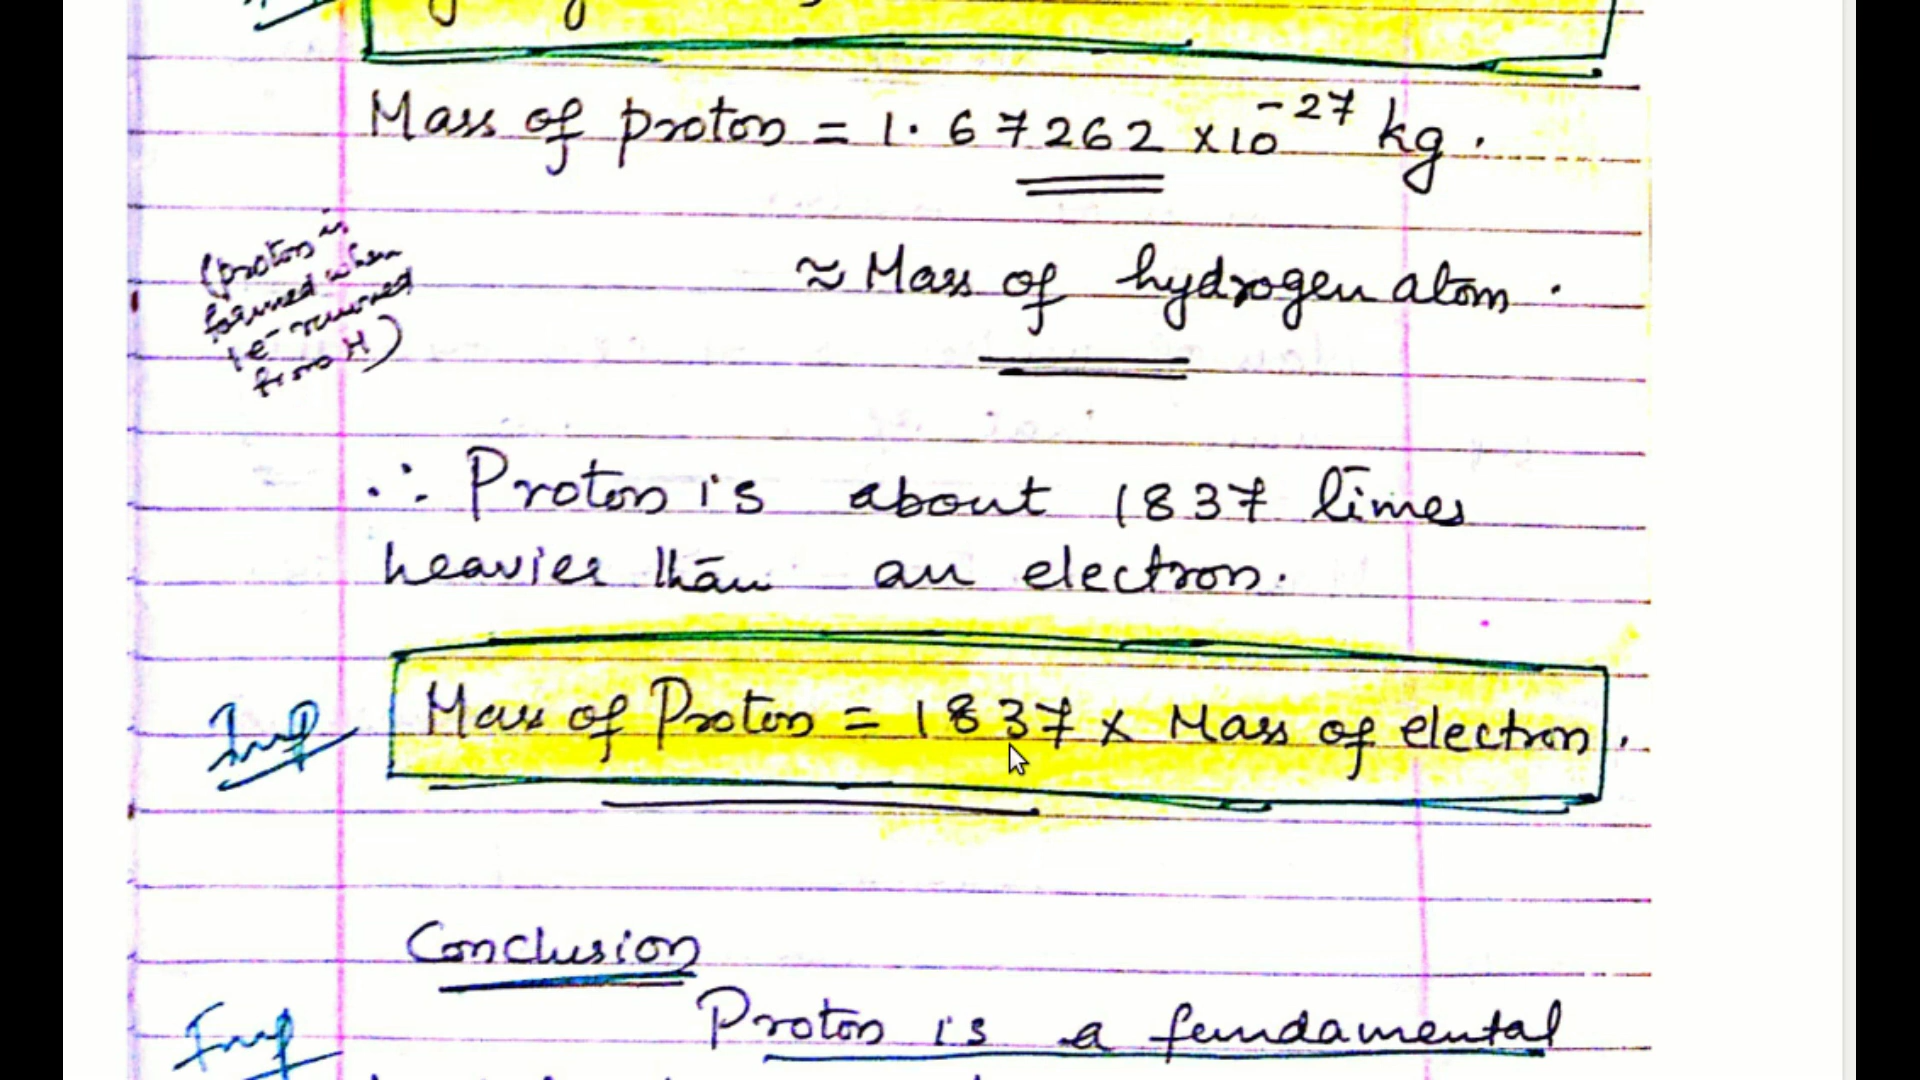 Mass of proton = 1.67262 ×10⁻²⁷ kg.
(proton is
formed when
1e⁻ removed
from H)
≈ Mass of hydrogen atom.
∴ Proton is about 1837 times
heavier than an electron.
Imp
Mass of Proton = 1837 × Mass of electron.
Conclusion
Imp
Proton is a fundamental